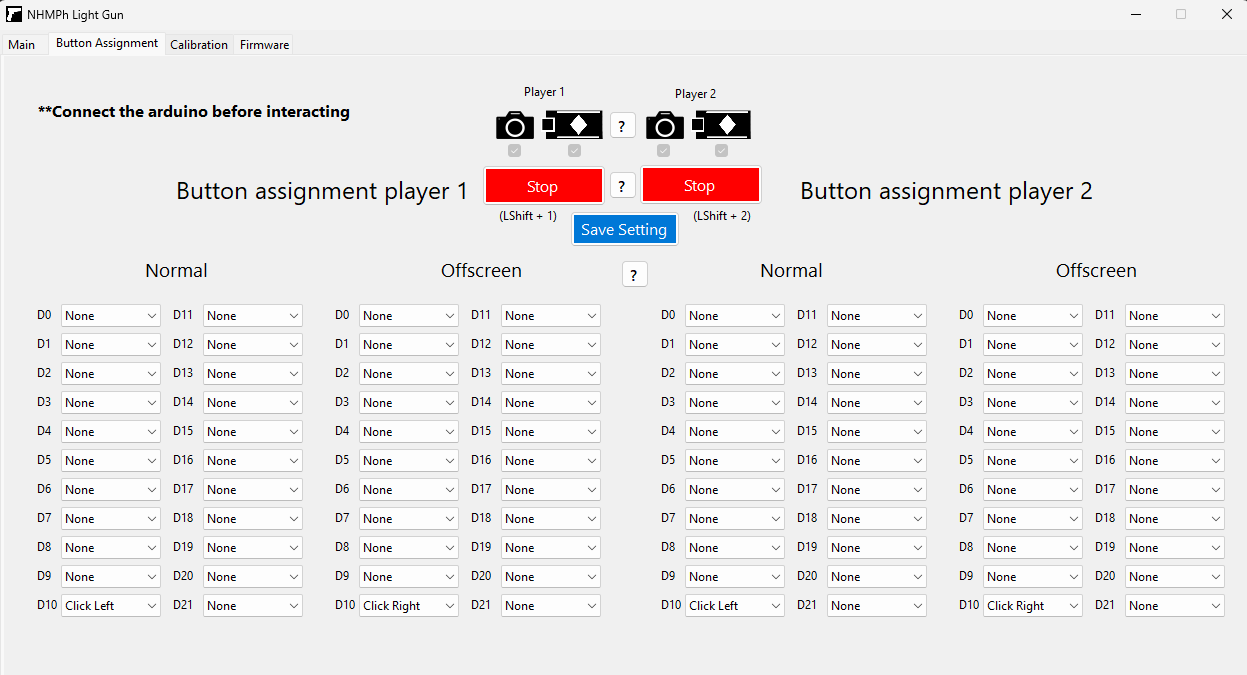 NHMPh Light Gun
Main Button Assignment Calibration Firmware
Player 1 Player 2
**Connect the arduino before interacting
?
Button assignment player 1 Stop ? Stop Button assignment player 2
(LShift + 1) (LShift + 2)
Save Setting
Normal Offscreen ? Normal Offscreen
D0 None D11 None D0 None D11 None D0 None D11 None D0 None D11 None
D1 None D12 None D1 None D12 None D1 None D12 None D1 None D12 None
D2 None D13 None D2 None D13 None D2 None D13 None D2 None D13 None
D3 None D14 None D3 None D14 None D3 None D14 None D3 None D14 None
D4 None D15 None D4 None D15 None D4 None D15 None D4 None D15 None
D5 None D16 None D5 None D16 None D5 None D16 None D5 None D16 None
D6 None D17 None D6 None D17 None D6 None D17 None D6 None D17 None
D7 None D18 None D7 None D18 None D7 None D18 None D7 None D18 None
D8 None D19 None D8 None D19 None D8 None D19 None D8 None D19 None
D9 None D20 None D9 None D20 None D9 None D20 None D9 None D20 None
D10 Click Left D21 None D10 Click Right D21 None D10 Click Left D21 None D10 Click Right D21 None